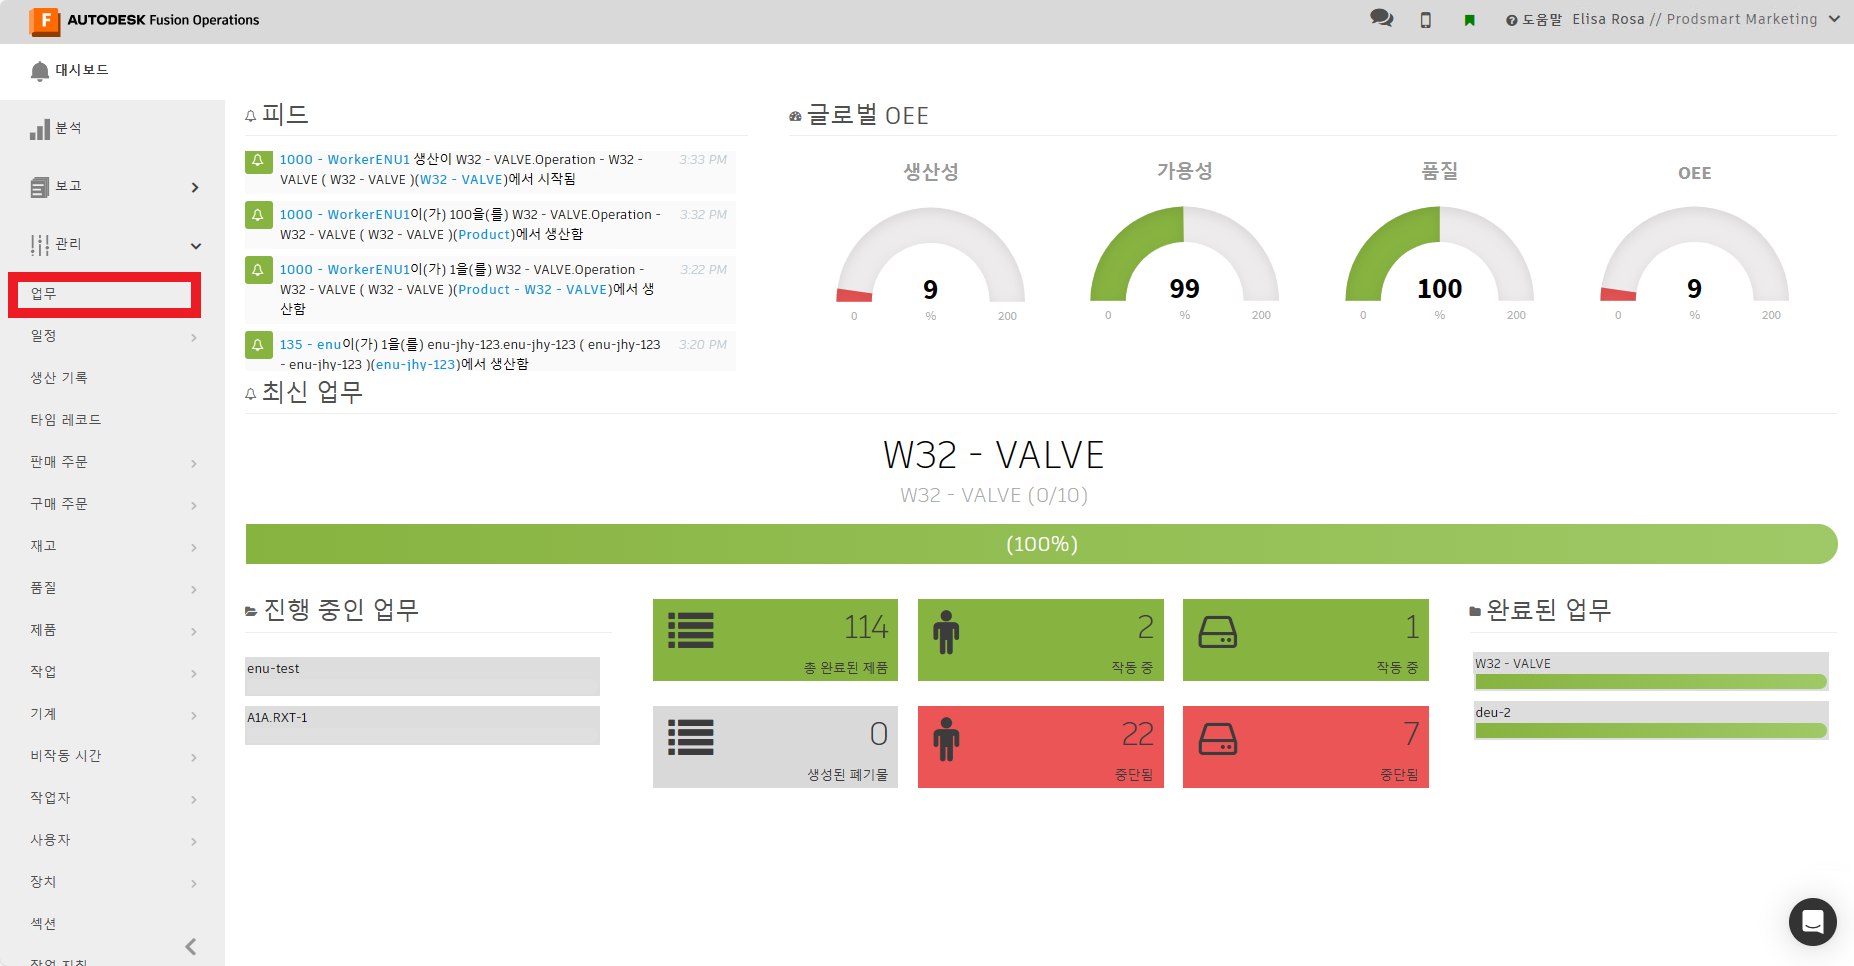 AUTODESK Fusion Operations
도움말 Elisa Rosa // Prodsmart Marketing
대시보드
분석
보고
관리
업무
일정
생산 기록
타임 레코드
판매 주문
구매 주문
재고
품질
제품
작업
기계
비작동 시간
작업자
사용자
장치
섹션
작업 지침
피드
1000 - WorkerENU1 생산이 W32 - VALVE.Operation - W32 - 3:33 PM
VALVE ( W32 - VALVE )(W32 - VALVE)에서 시작됨
1000 - WorkerENU1이(가) 100을(를) W32 - VALVE.Operation - 3:32 PM
W32 - VALVE ( W32 - VALVE )(Product)에서 생산함
1000 - WorkerENU1이(가) 1을(를) W32 - VALVE.Operation - 3:22 PM
W32 - VALVE ( W32 - VALVE )(Product - W32 - VALVE)에서 생
산함
135 - enu이(가) 1을(를) enu-jhy-123.enu-jhy-123 ( enu-jhy-123 3:20 PM
- enu-jhy-123 )(enu-jhy-123)에서 생산함
글로벌 OEE
생산성 가용성 품질 OEE
9 99 100 9
0 % 200 0 % 200 0 % 200 0 % 200
최신 업무
W32 - VALVE
W32 - VALVE (0/10)
(100%)
진행 중인 업무
enu-test
A1A.RXT-1
114
총 완료된 제품
2
작동 중
1
작동 중
0
생성된 폐기물
22
중단됨
7
중단됨
완료된 업무
W32 - VALVE
deu-2